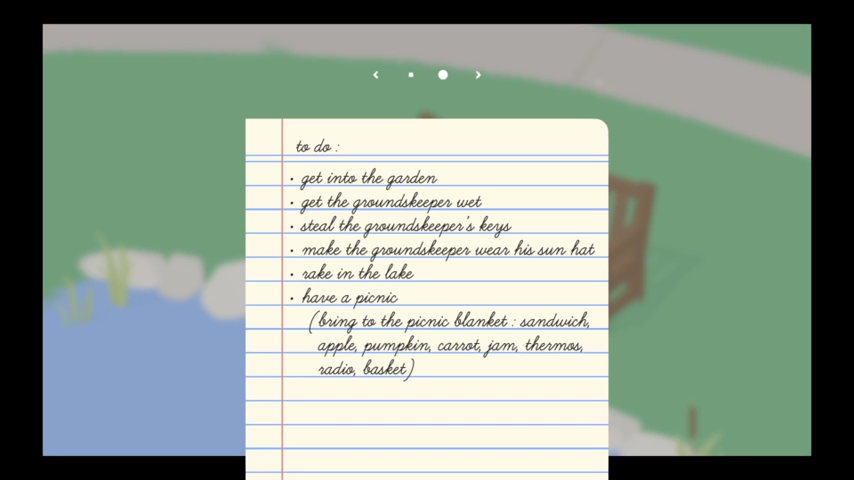 to do :
• get into the garden
• get the groundskeeper wet
• steal the groundskeeper's keys
• make the groundskeeper wear his sun hat
• rake in the lake
• have a picnic
(bring to the picnic blanket : sandwich,
apple, pumpkin, carrot, jam, thermos,
radio, basket)